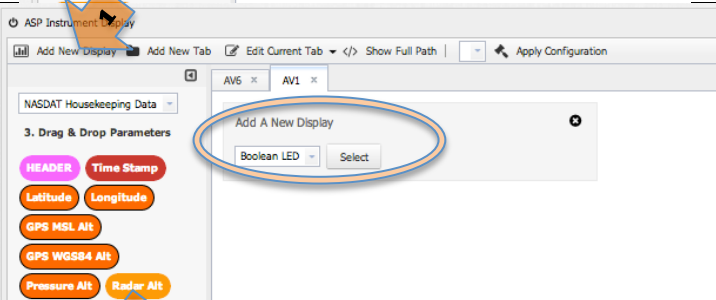 ASP Instrument Display
Add New Display Add New Tab Edit Current Tab </> Show Full Path | Apply Configuration
AV6 × AV1 ×
NASDAT Housekeeping Data
Add A New Display
3. Drag & Drop Parameters
Boolean LED Select
HEADER Time Stamp
Latitude Longitude
GPS MSL Alt
GPS WGS84 Alt
Pressure Alt Radar Alt